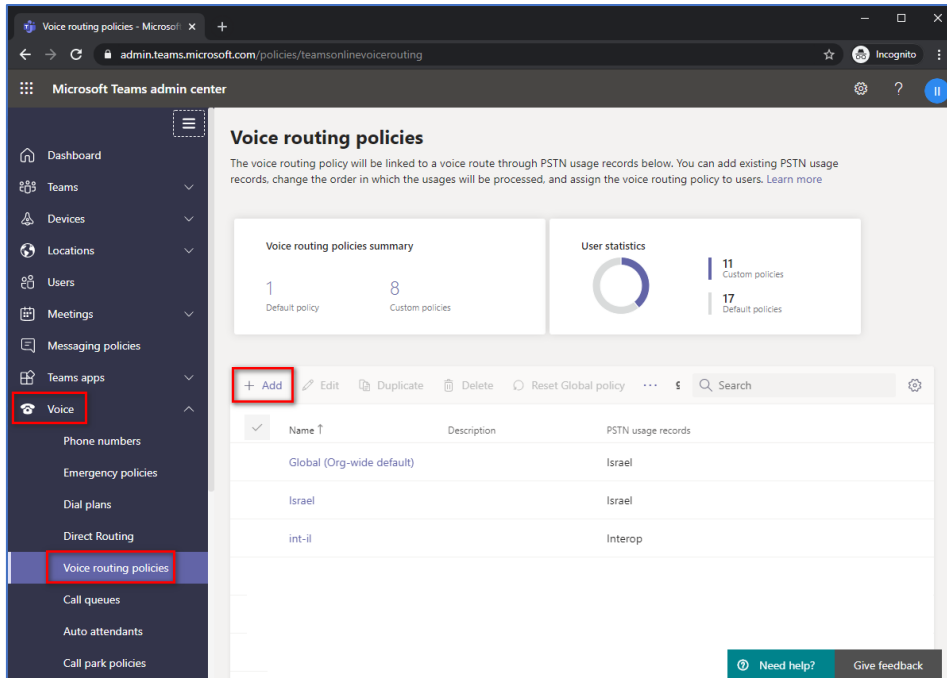 Voice routing policies - Microsoft
admin.teams.microsoft.com/policies/teamsonlinevoicerouting
Incognito
Microsoft Teams admin center
?
II
Dashboard
Teams
Devices
Locations
Users
Meetings
Messaging policies
Teams apps
Voice
Phone numbers
Emergency policies
Dial plans
Direct Routing
Voice routing policies
Call queues
Auto attendants
Call park policies
Voice routing policies
The voice routing policy will be linked to a voice route through PSTN usage records below. You can add existing PSTN usage
records, change the order in which the usages will be processed, and assign the voice routing policy to users. Learn more
Voice routing policies summary
1
Default policy
8
Custom policies
User statistics
11
Custom policies
17
Default policies
+ Add Edit Duplicate Delete Reset Global policy ... Search
Name ↑ Description PSTN usage records
Global (Org-wide default) Israel
Israel Israel
int-il Interop
Need help? Give feedback